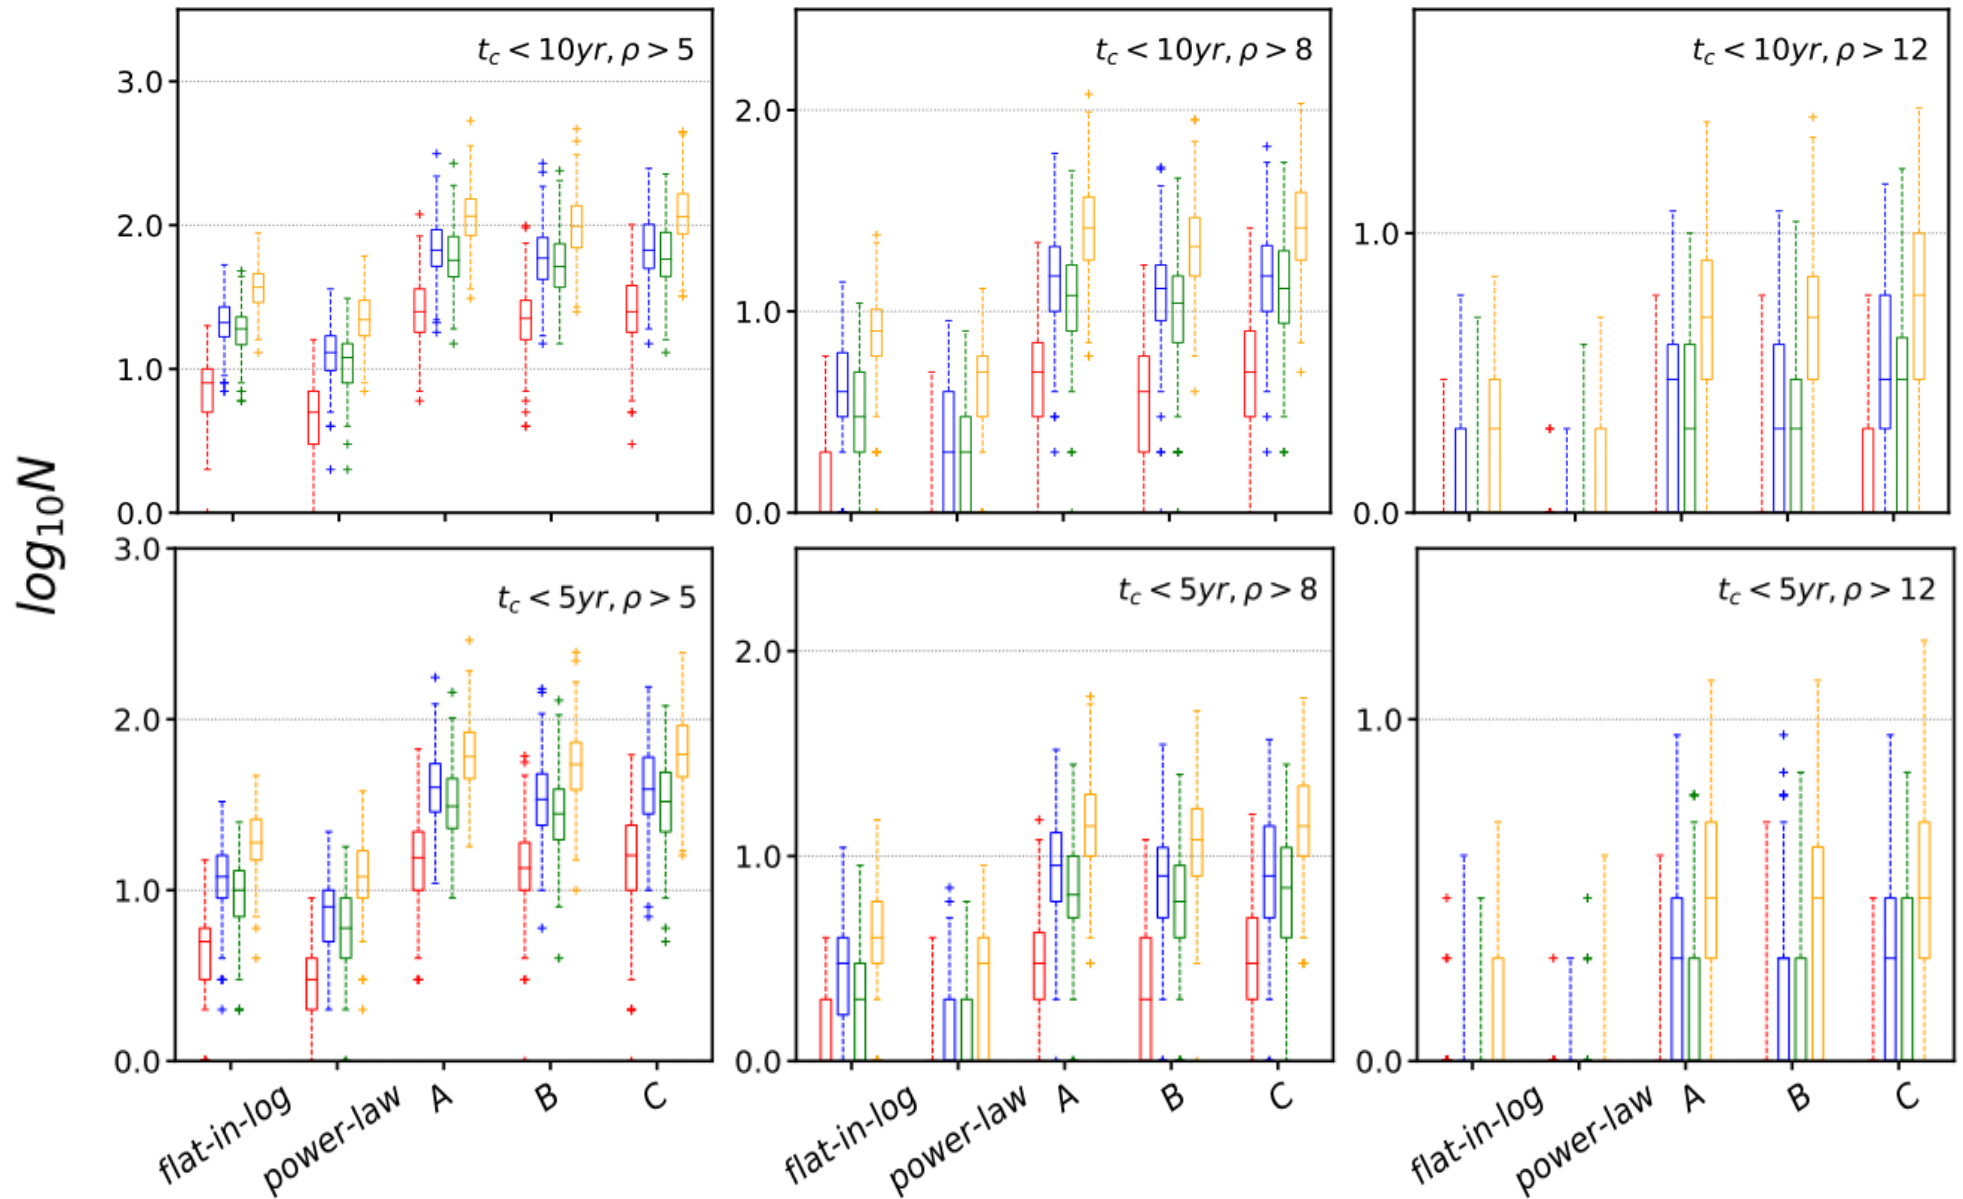 log₁₀N
t_c < 10yr, ρ > 5
3.0
2.0
1.0
0.0
t_c < 10yr, ρ > 8
2.0
1.0
0.0
t_c < 10yr, ρ > 12
1.0
0.0
t_c < 5yr, ρ > 5
3.0
2.0
1.0
0.0
flat-in-log
power-law
A
B
C
t_c < 5yr, ρ > 8
2.0
1.0
0.0
flat-in-log
power-law
A
B
C
t_c < 5yr, ρ > 12
1.0
0.0
flat-in-log
power-law
A
B
C